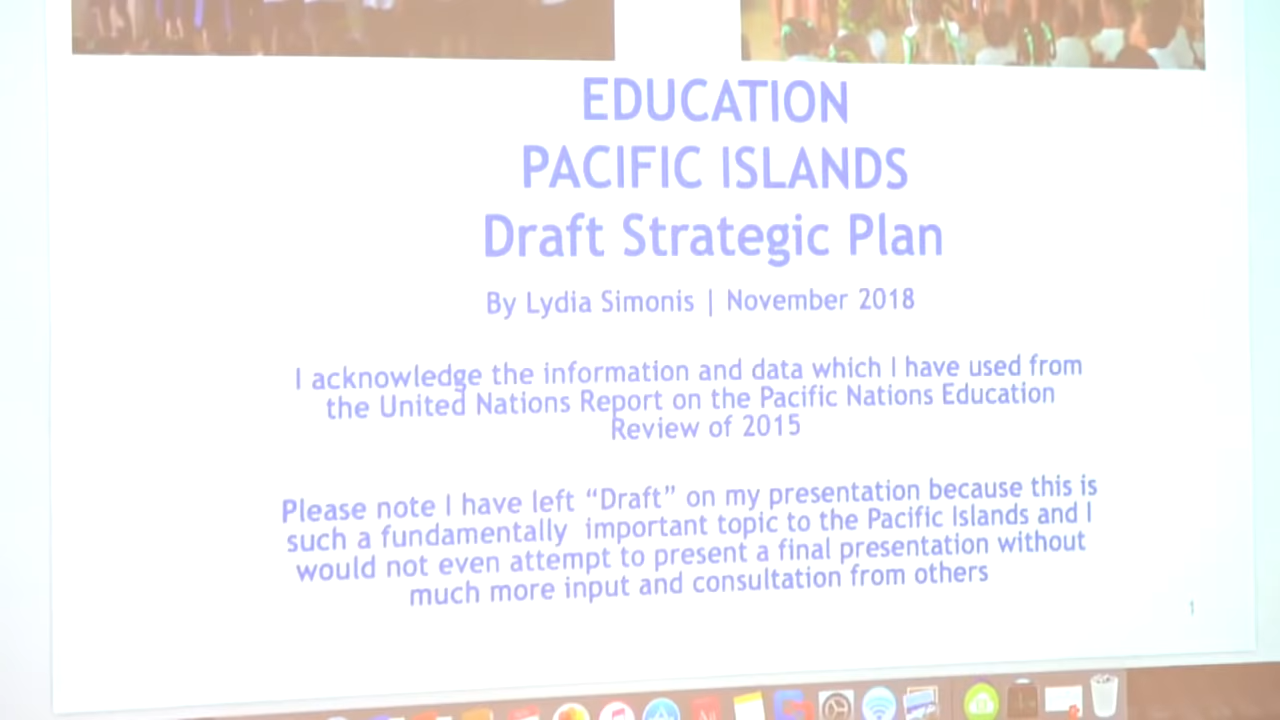 EDUCATION
PACIFIC ISLANDS
Draft Strategic Plan
By Lydia Simonis | November 2018
I acknowledge the information and data which I have used from
the United Nations Report on the Pacific Nations Education
Review of 2015
Please note I have left “Draft” on my presentation because this is
such a fundamentally important topic to the Pacific Islands and I
would not even attempt to present a final presentation without
much more input and consultation from others
1